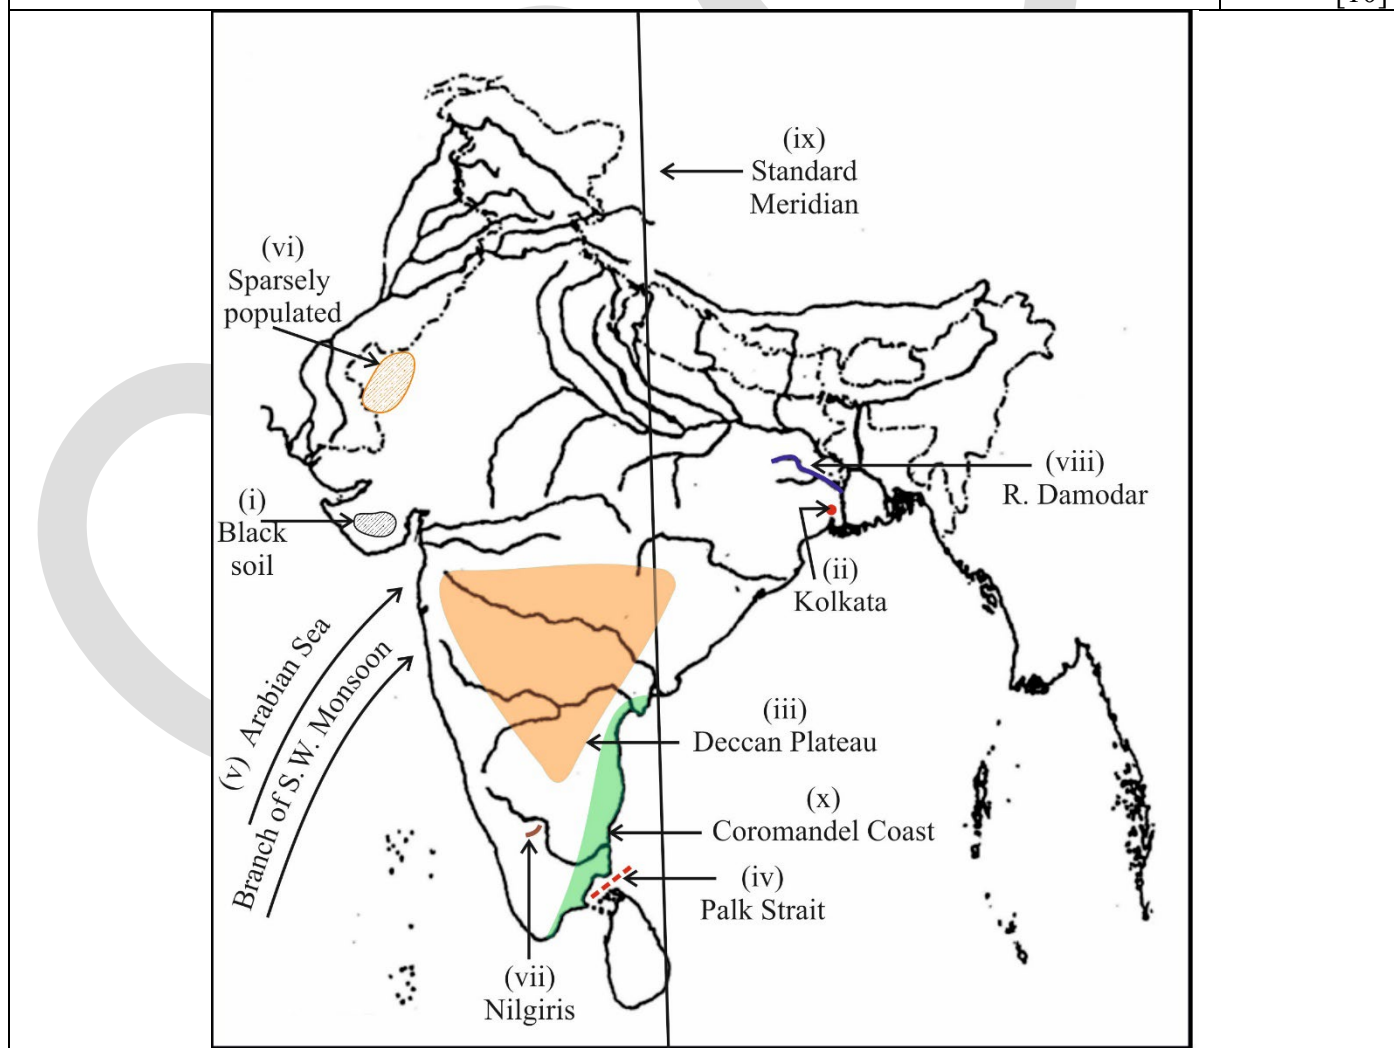 [10]
(ix)
Standard
Meridian
(vi)
Sparsely
populated
(viii)
R. Damodar
(i)
Black
soil
(ii)
Kolkata
(v) Arabian Sea
Branch of S.W. Monsoon
(iii)
Deccan Plateau
(x)
Coromandel Coast
(iv)
Palk Strait
(vii)
Nilgiris